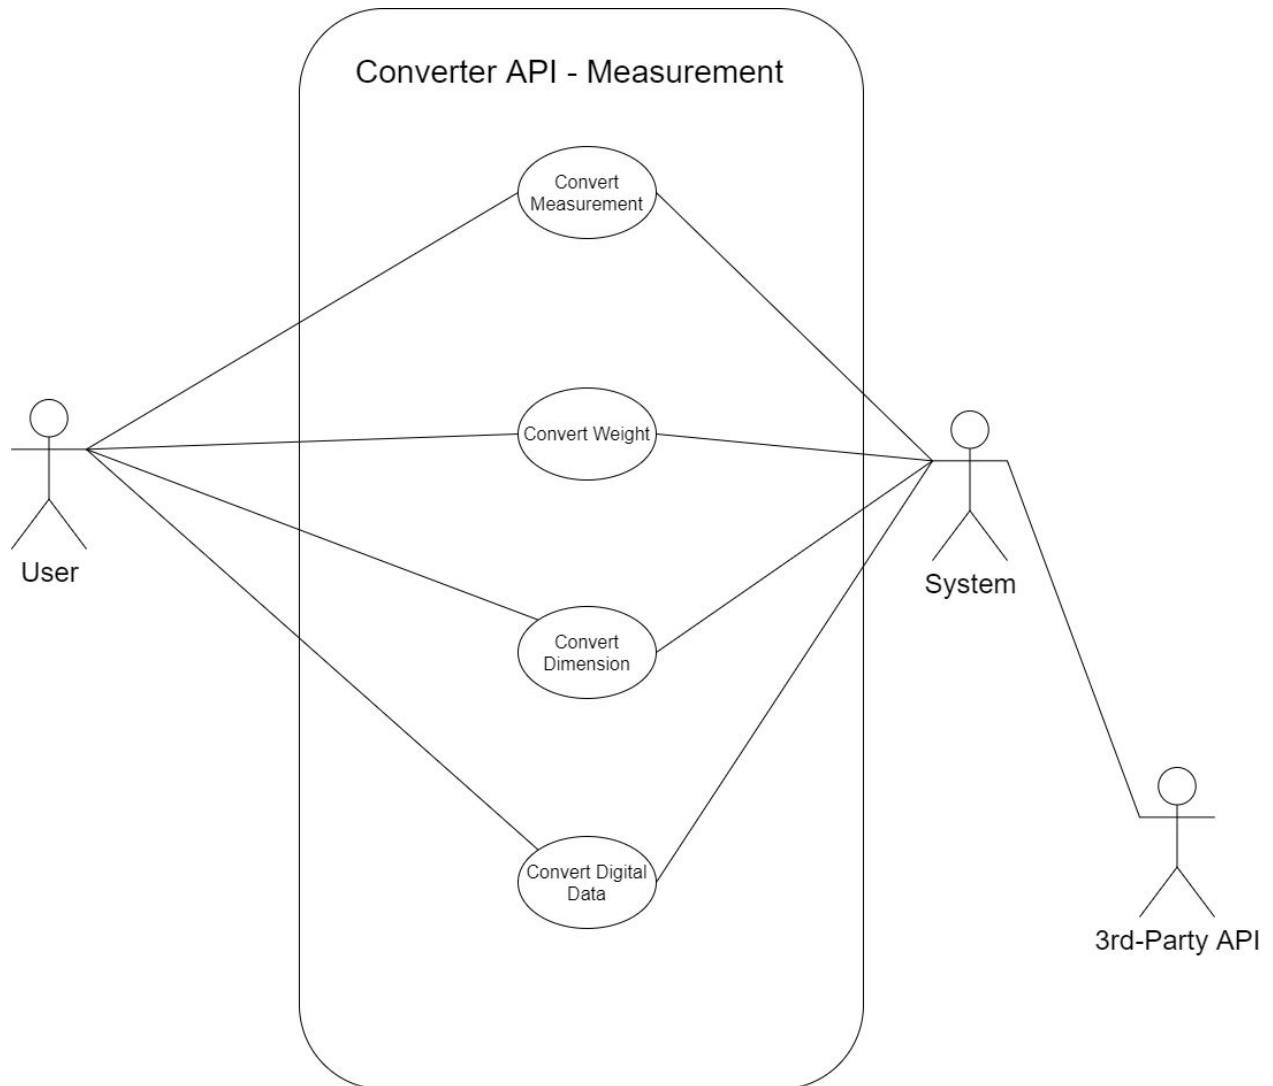 Converter API - Measurement
Convert
Measurement
Convert Weight
User
System
Convert
Dimension
Convert Digital
Data
3rd-Party API